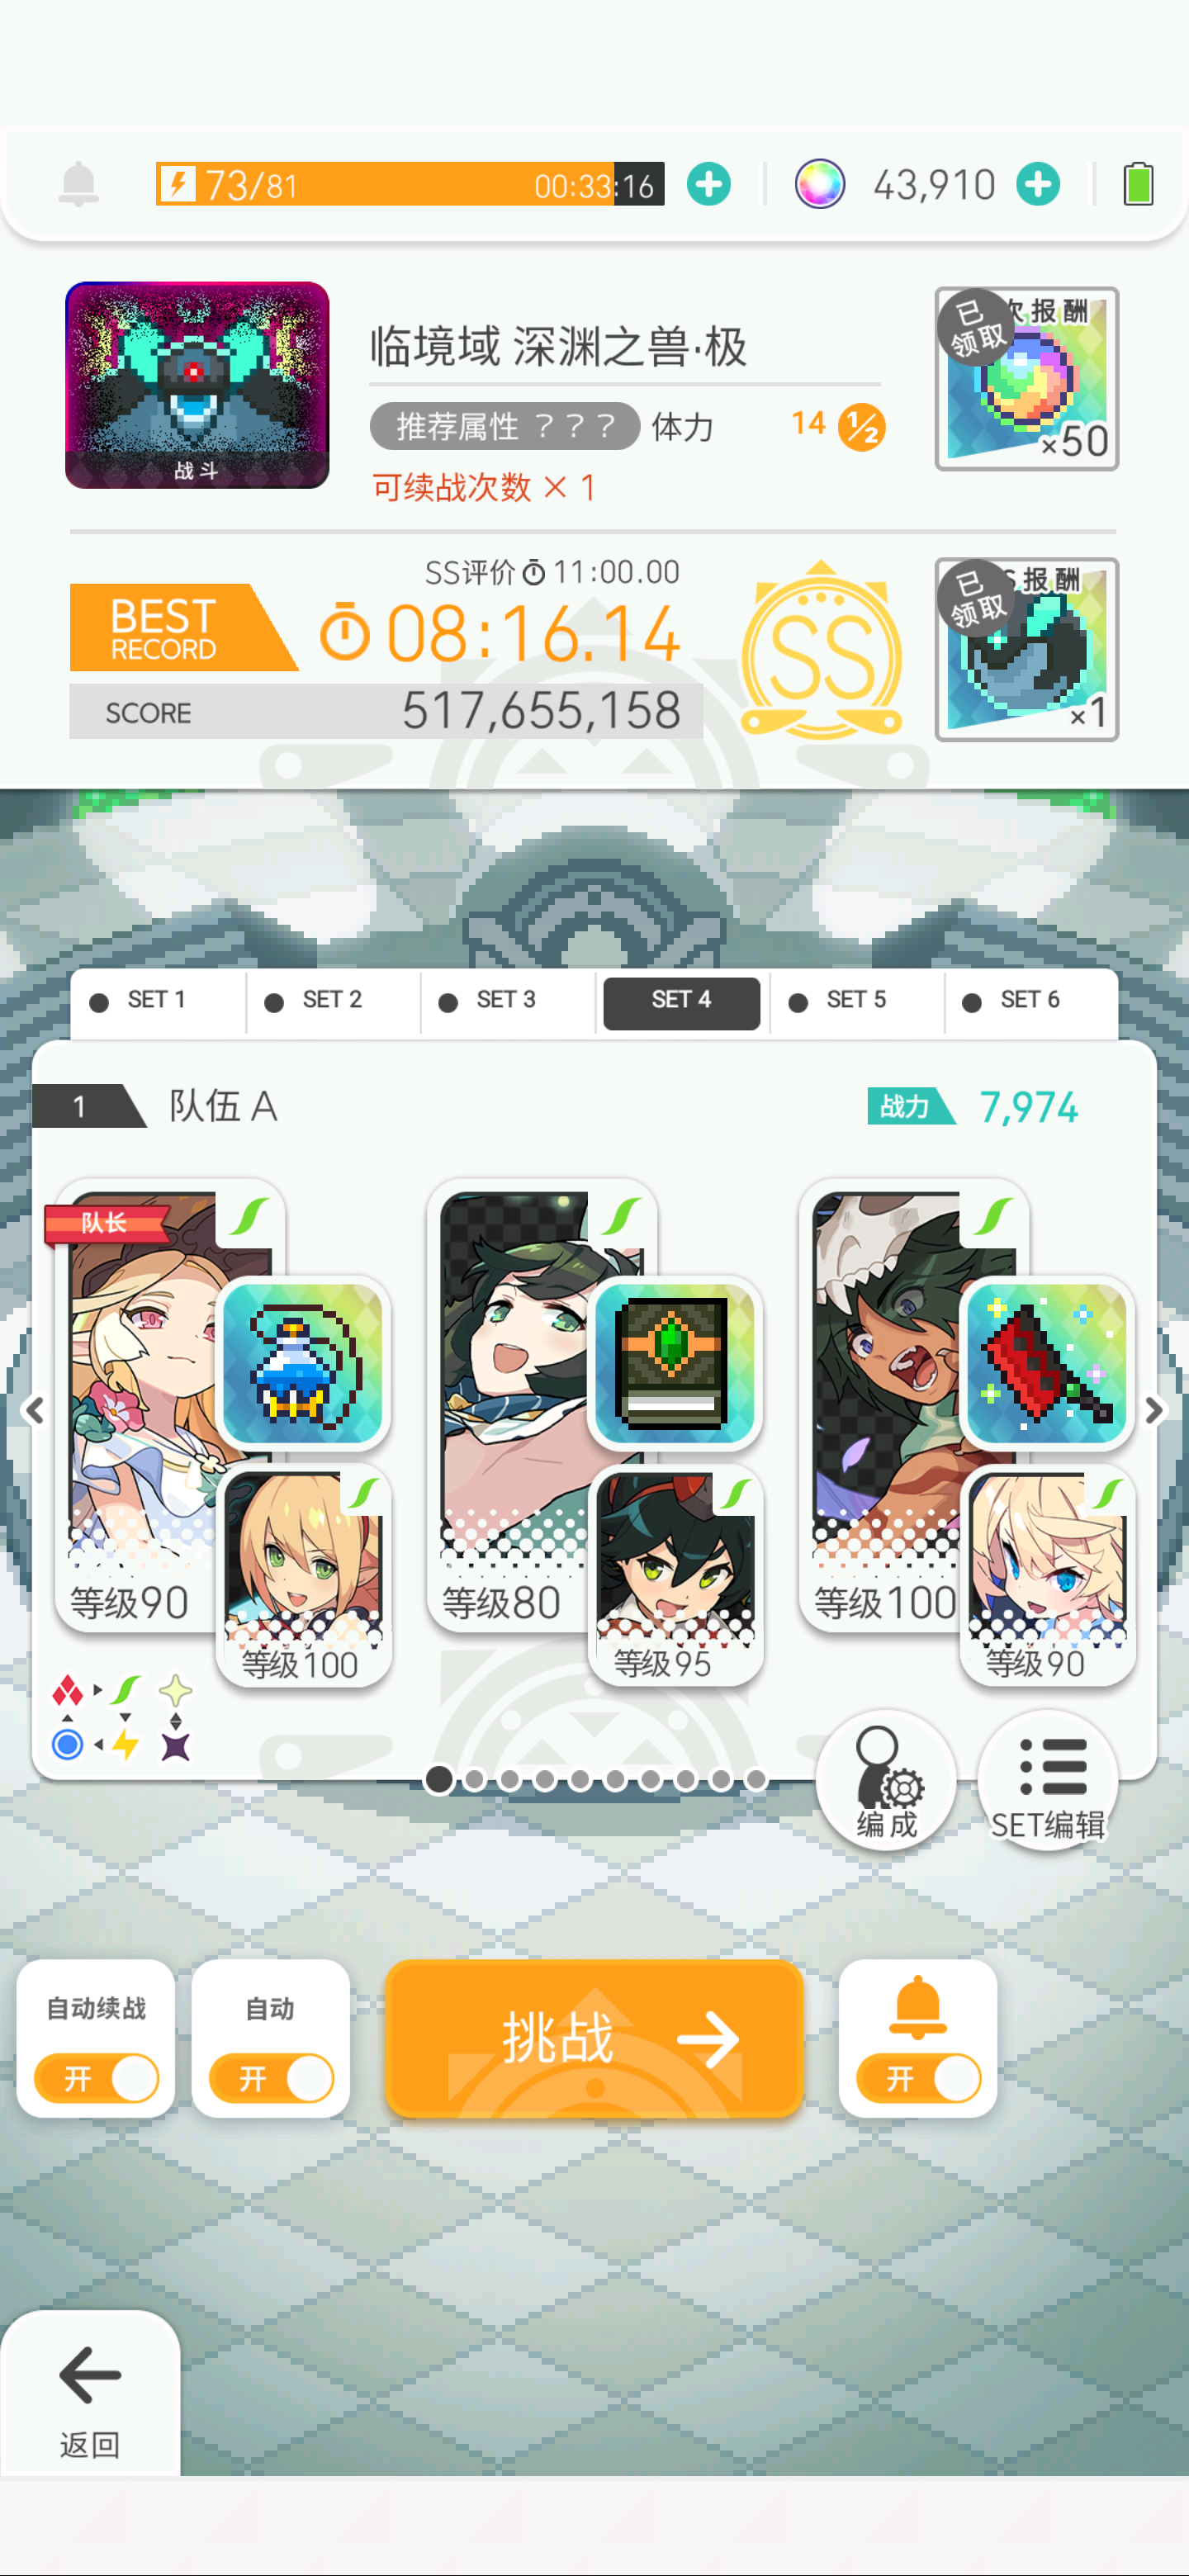 73/81
00:33:16
43,910
临境域 深渊之兽·极
战斗
推荐属性 ？？？
体力
14
1/2
可续战次数 × 1
已领取
次报酬
×50
SS评价 11:00.00
BEST
RECORD
08:16.14
SCORE
517,655,158
SS
已领取
S报酬
×1
SET 1
SET 2
SET 3
SET 4
SET 5
SET 6
1
队伍 A
战力
7,974
队长
等级90
等级80
等级100
等级100
等级95
等级90
编成
SET编辑
自动续战
开
自动
开
挑战
开
返回